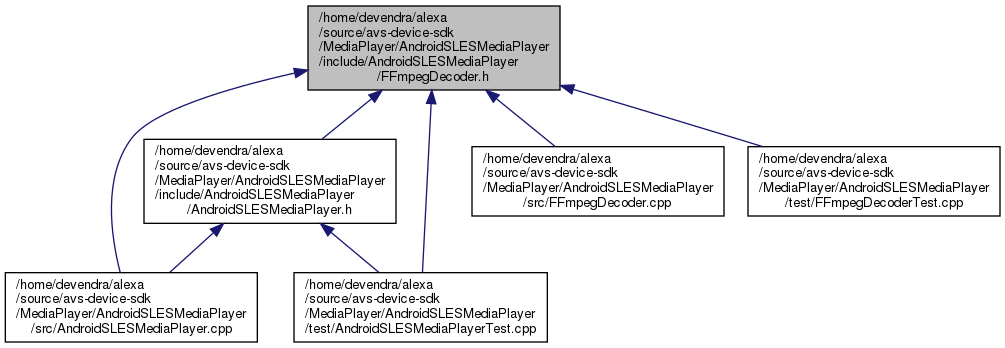 /home/devendra/alexa
/source/avs-device-sdk
/MediaPlayer/AndroidSLESMediaPlayer
/include/AndroidSLESMediaPlayer
/FFmpegDecoder.h
/home/devendra/alexa
/source/avs-device-sdk
/MediaPlayer/AndroidSLESMediaPlayer
/include/AndroidSLESMediaPlayer
/AndroidSLESMediaPlayer.h
/home/devendra/alexa
/source/avs-device-sdk
/MediaPlayer/AndroidSLESMediaPlayer
/src/FFmpegDecoder.cpp
/home/devendra/alexa
/source/avs-device-sdk
/MediaPlayer/AndroidSLESMediaPlayer
/test/FFmpegDecoderTest.cpp
/home/devendra/alexa
/source/avs-device-sdk
/MediaPlayer/AndroidSLESMediaPlayer
/src/AndroidSLESMediaPlayer.cpp
/home/devendra/alexa
/source/avs-device-sdk
/MediaPlayer/AndroidSLESMediaPlayer
/test/AndroidSLESMediaPlayerTest.cpp